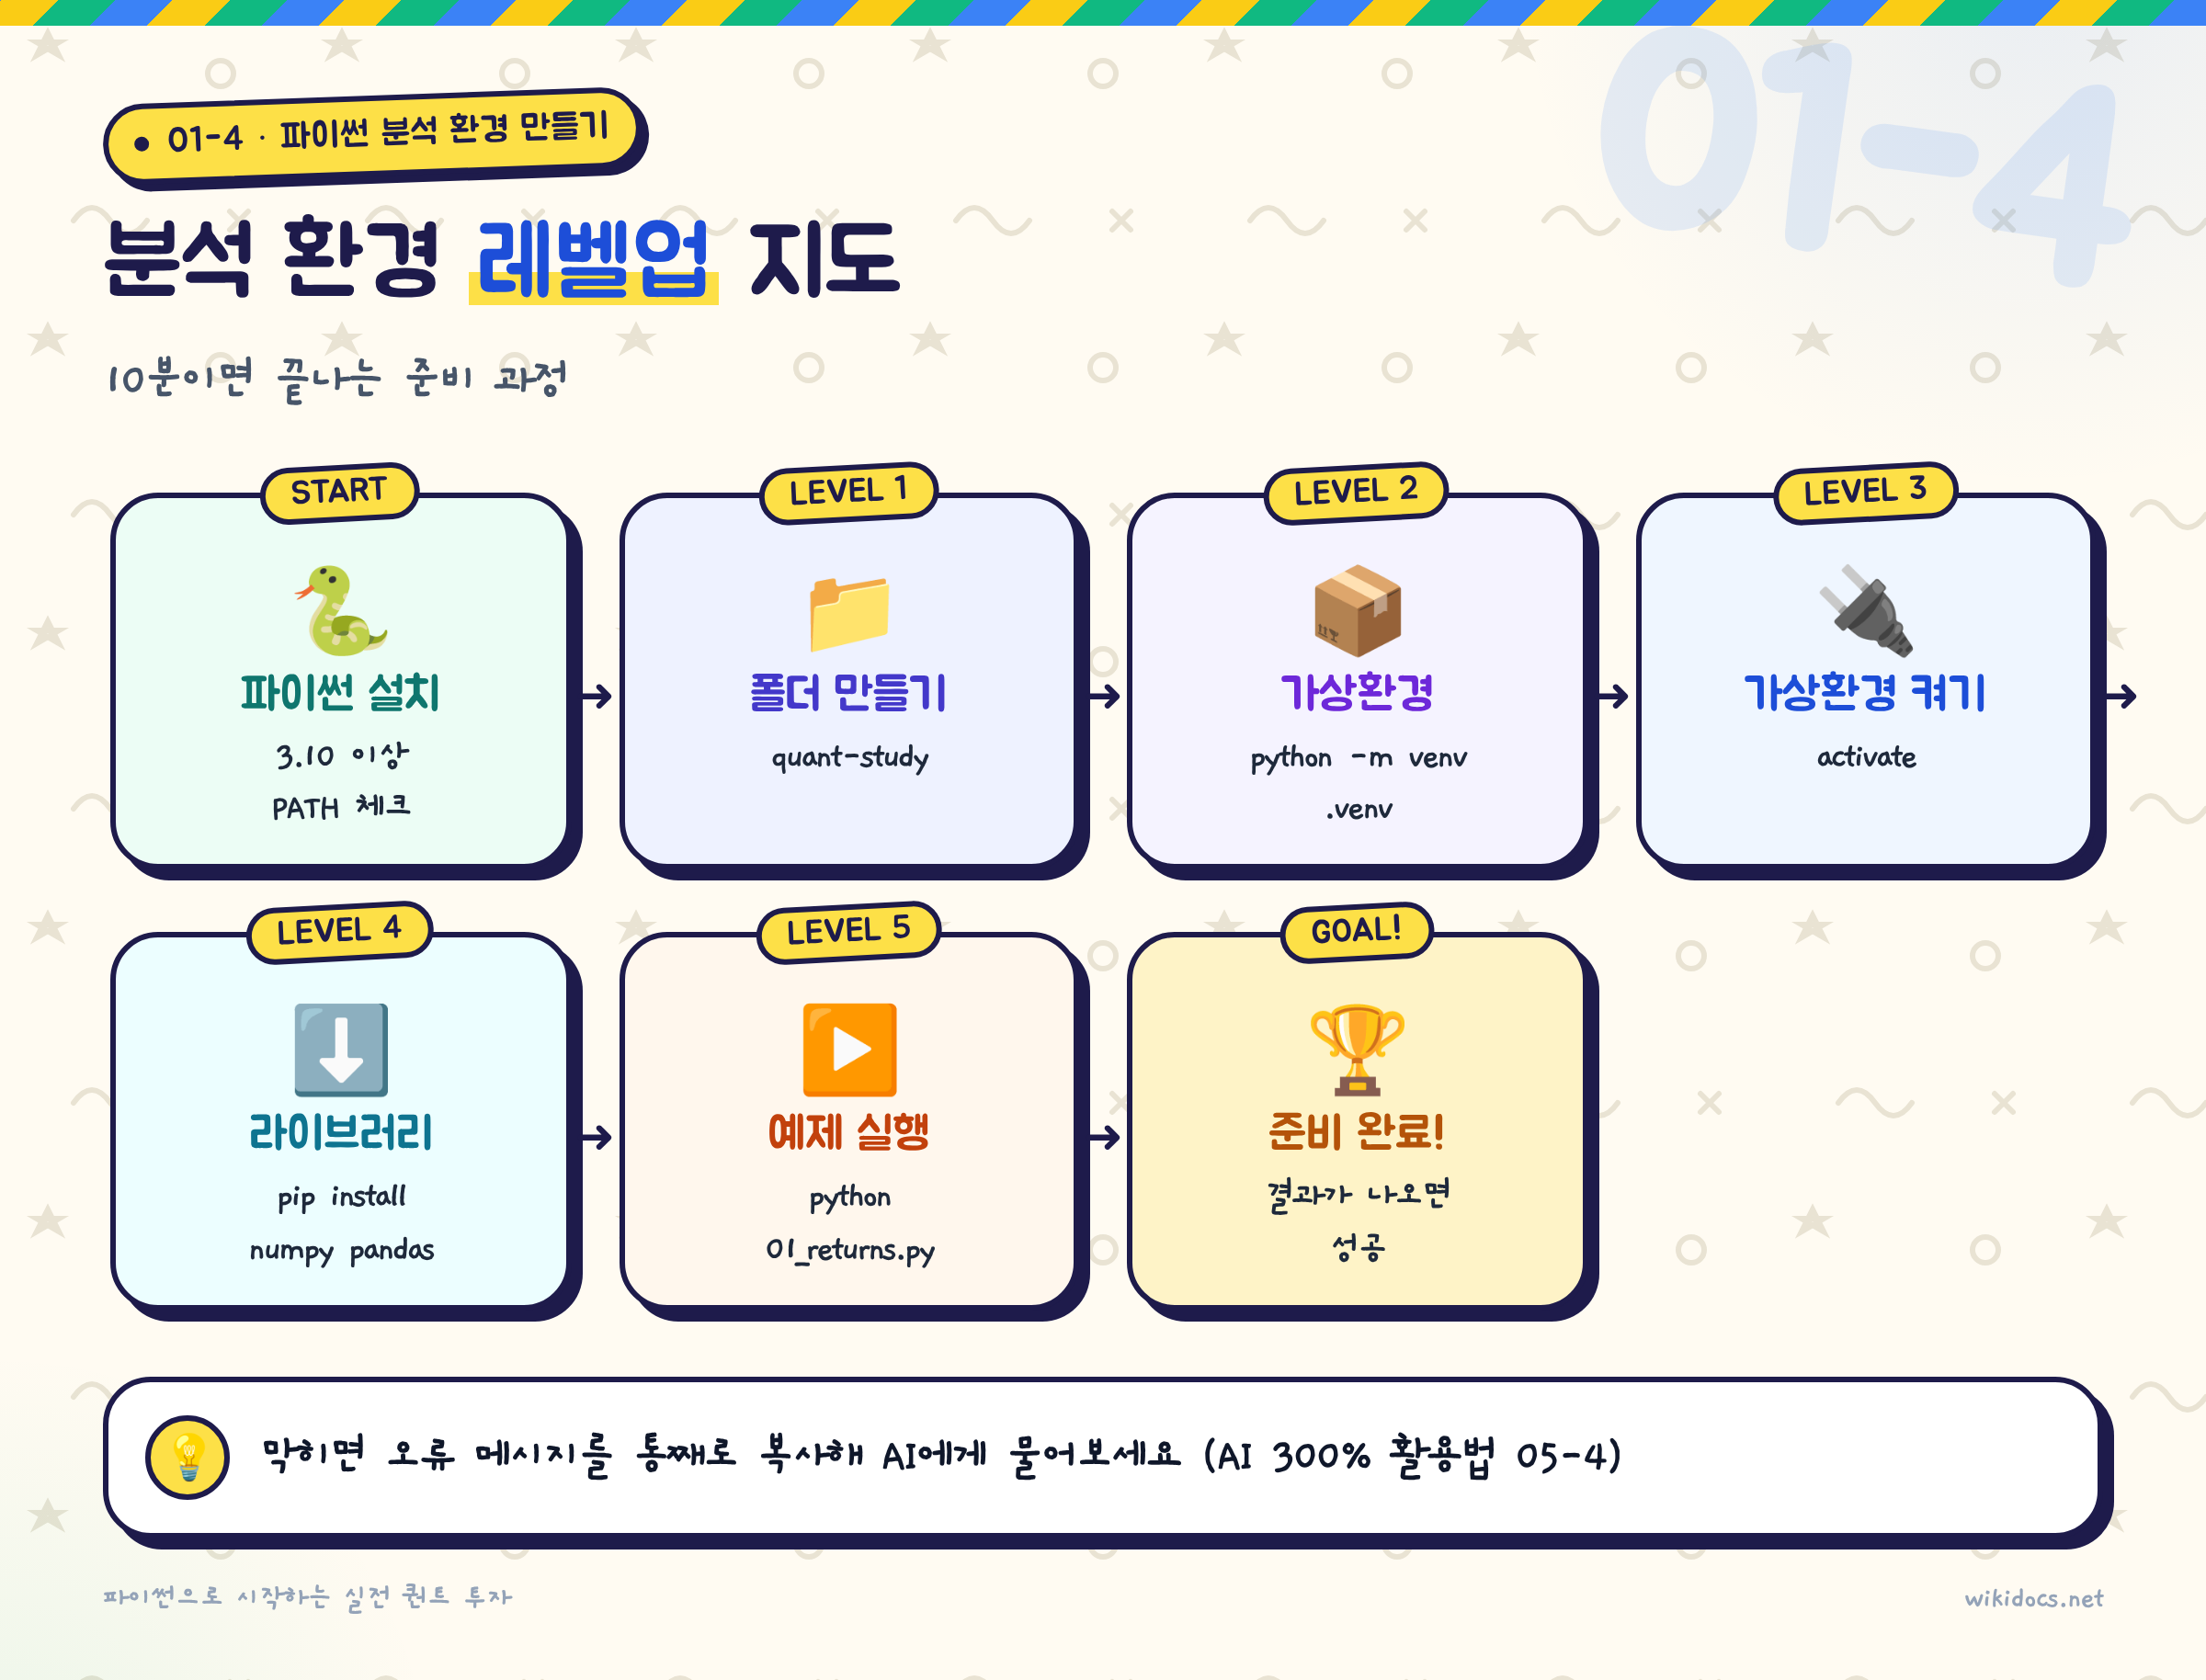 01-4
01-4 · 파이썬 분석 환경 만들기
분석 환경 레벨업 지도
10분이면 끝나는 준비 과정
START
파이썬 설치
3.10 이상
PATH 체크
LEVEL 1
폴더 만들기
quant-study
LEVEL 2
가상환경
python -m venv
.venv
LEVEL 3
가상환경 켜기
activate
LEVEL 4
라이브러리
pip install
numpy pandas
LEVEL 5
예제 실행
python
01_returns.py
GOAL!
준비 완료!
결과가 나오면
성공
막히면 오류 메시지를 통째로 복사해 AI에게 물어보세요 (AI 300% 활용법 05-4)
파이썬으로 시작하는 실전 퀀트 투자
wikidocs.net